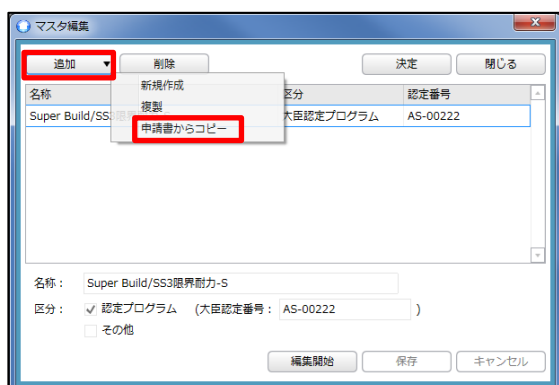 マスタ編集
追加 ▼ 削除 決定 閉じる
名称 区分 認定番号
新規作成
複製
申請書からコピー
Super Build/SS3 大臣認定プログラム AS-00222
名称： Super Build/SS3限界耐力-S
区分： ✓ 認定プログラム (大臣認定番号： AS-00222 )
その他
編集開始 保存 キャンセル